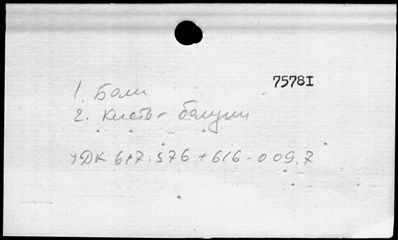 75781
1. Боли
2. Кисть - болезни
УДК 617.576 + 616-009.7